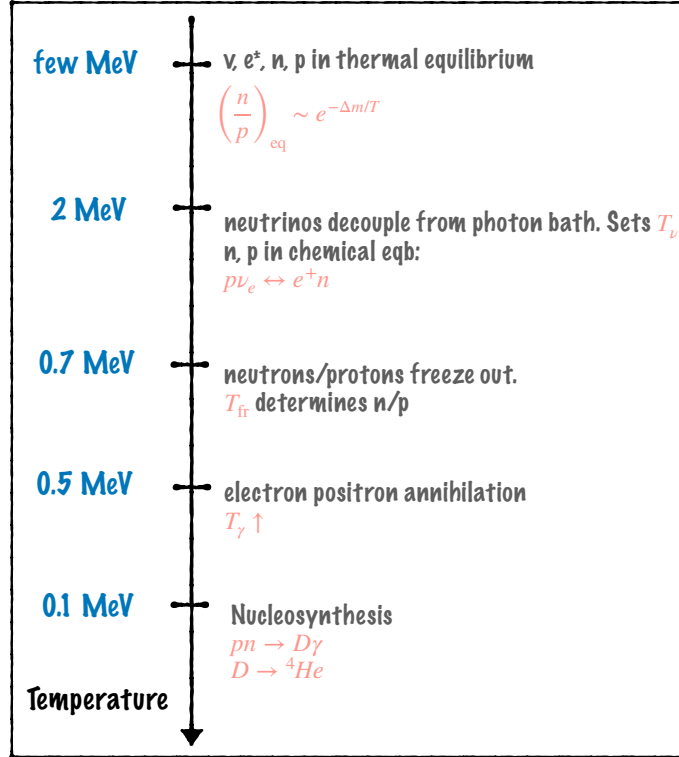 few MeV
ν, e±, n, p in thermal equilibrium
(n/p)eq ∼ e^{−Δm/T}
2 MeV
neutrinos decouple from photon bath. Sets Tν
n, p in chemical eqb:
pνe ↔ e⁺n
0.7 MeV
neutrons/protons freeze out.
Tfr determines n/p
0.5 MeV
electron positron annihilation
Tγ ↑
0.1 MeV
Nucleosynthesis
pn → Dγ
D → ⁴He
Temperature